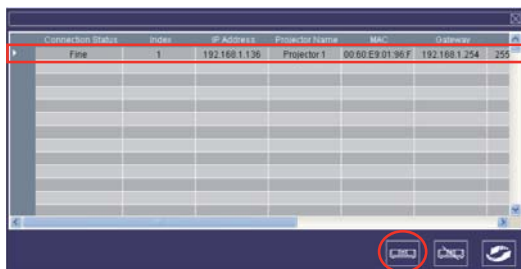 Connection Status Index IP Address Projector Name MAC Gateway
Fine 1 192.168.1.136 Projector 1 00:60:E9:01:96:F 192.168.1.254 255